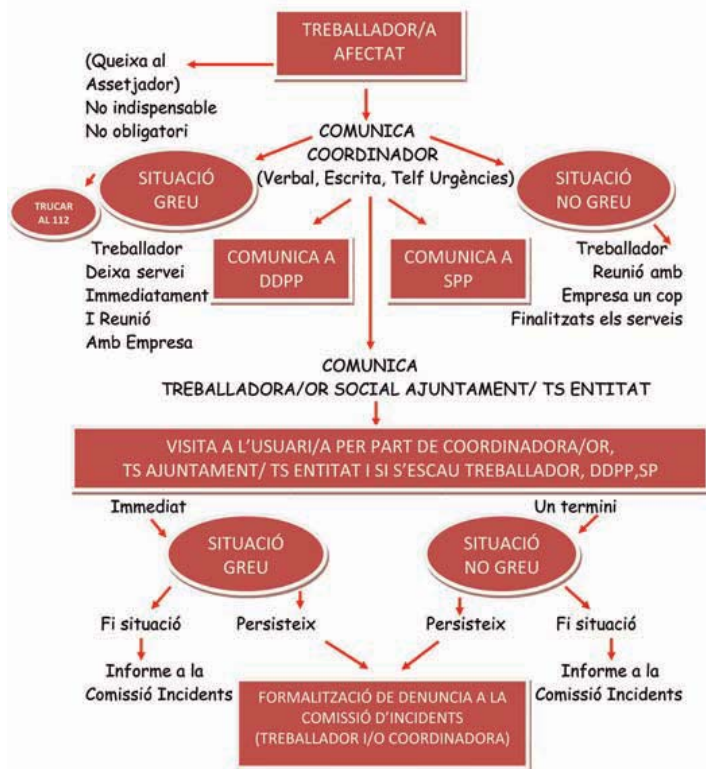 TREBALLADOR/A
AFECTAT
(Queixa al
Assetjador)
No indispensable
No obligatori
COMUNICA
COORDINADOR
(Verbal, Escrita, Telf Urgències)
SITUACIÓ
GREU
TRUCAR
AL 112
SITUACIÓ
NO GREU
Treballador
Deixa servei
Immediatament
I Reunió
Amb Empresa
COMUNICA A
DDPP
COMUNICA A
SPP
Treballador
Reunió amb
Empresa un cop
Finalitzats els serveis
COMUNICA
TREBALLADORA/OR SOCIAL AJUNTAMENT/ TS ENTITAT
VISITA A L'USUARI/A PER PART DE COORDINADORA/OR,
TS AJUNTAMENT/ TS ENTITAT I SI S'ESCAU TREBALLADOR, DDPP,SP
Immediat
Un termini
SITUACIÓ
GREU
SITUACIÓ
NO GREU
Fi situació
Persisteix
Persisteix
Fi situació
Informe a la
Comissió Incidents
FORMALITZACIÓ DE DENUNCIA A LA
COMISSIÓ D'INCIDENTS
(TREBALLADOR I/O COORDINADORA)
Informe a la
Comissió Incidents